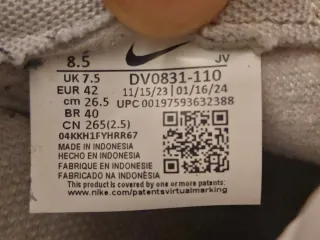 8.5 JV
UK 7.5 DV0831-110
EUR 42 11/15/23 01/16/24
cm 26.5 UPC 00197593632388
BR 40
CN 265(2.5)
04KKH1FYHRR67
MADE IN INDONESIA
HECHO EN INDONESIA
FABRIQUE EN INDONESIE
FABRICADO NA INDONÉSIA
This product is covered by one or more patents.
www.nike.com/patentsvirtualmarking